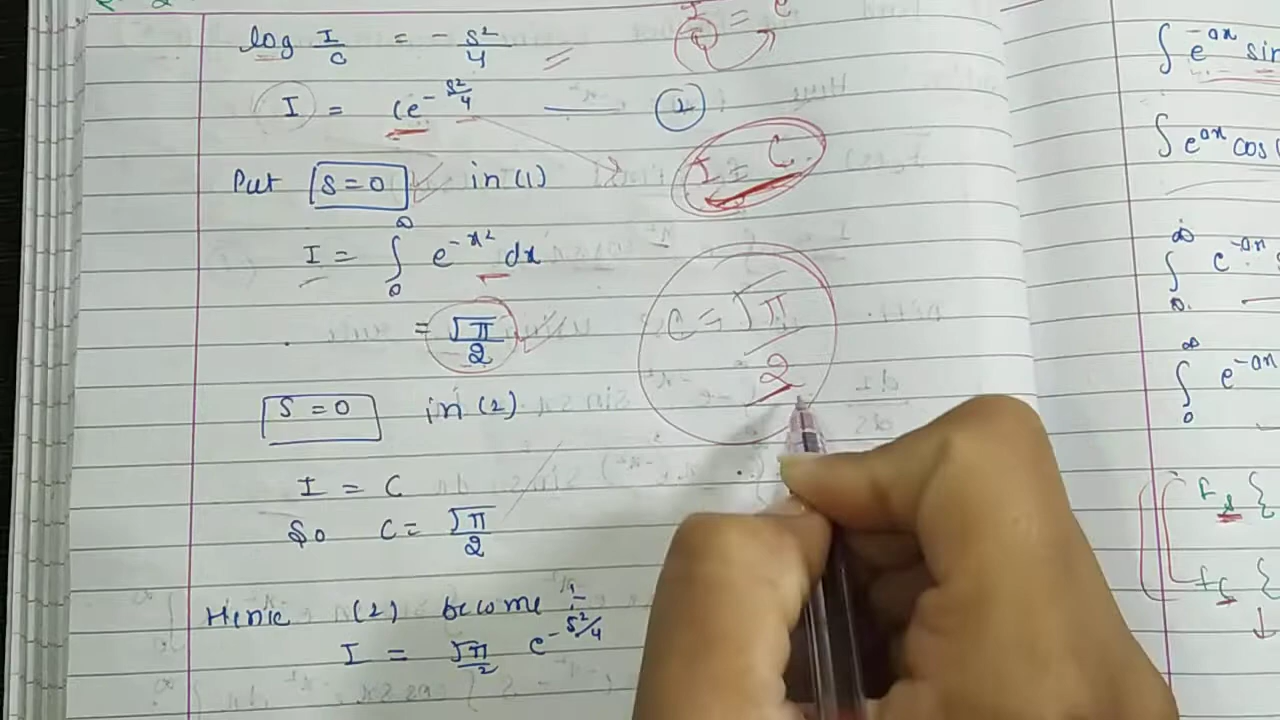 log I/c = - s²/4
I = ce^{-s²/4} ——— (2)
I = C
Put S=0 in (1)
I = ∫₀^∞ e^{-x²} dx
= √π/2
C = √π/2
S=0 in (2)
I = C
So C = √π/2
Henie (2) become :-
I = √π/2 e^{-s²/4}
∫ e^{-ax} sin
∫ e^{ax} cos
∫₀^∞ e^{-ax}
∫₀^∞ e^{-ax}